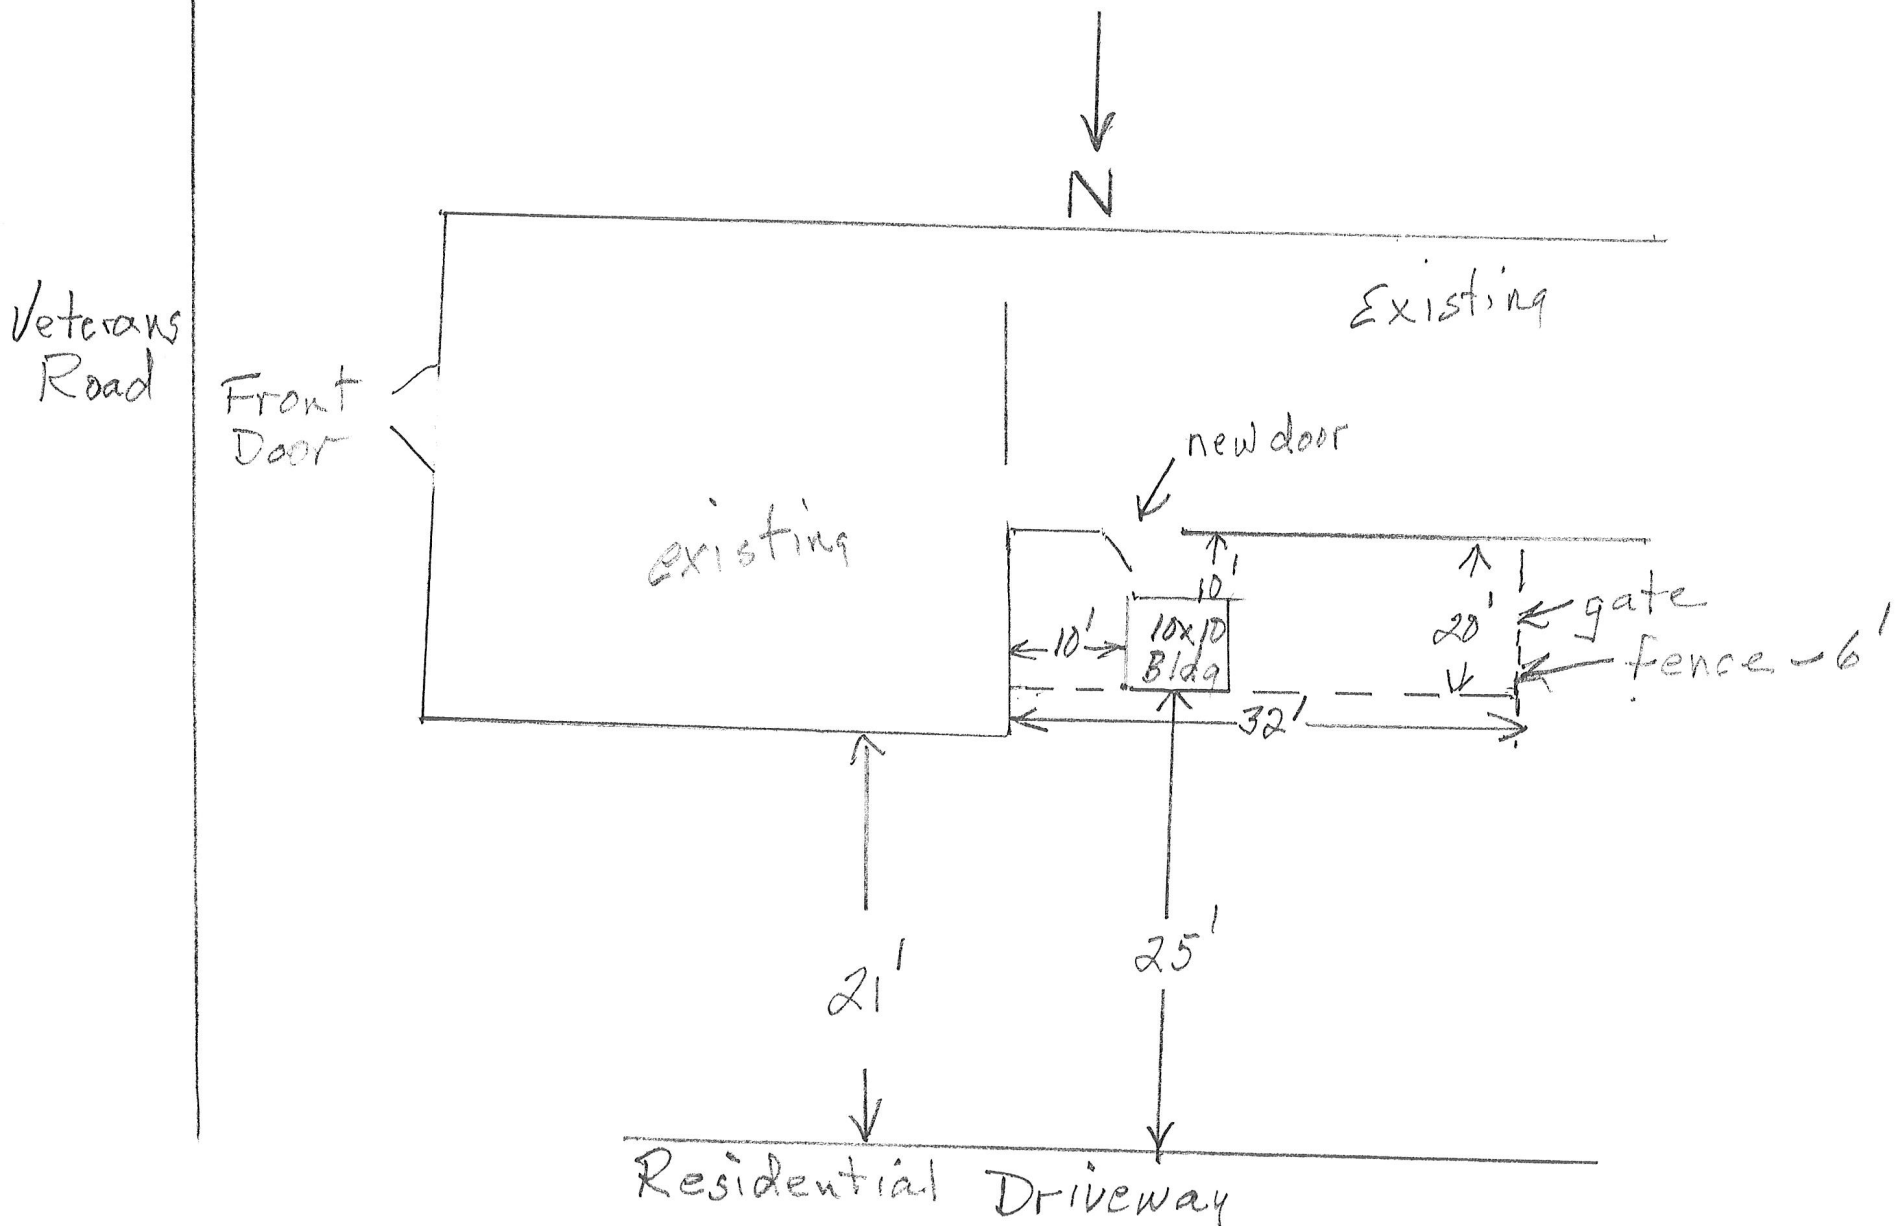 N
Existing
Veterans
Road
Front
Door
new door
existing
10'
10x10
Bldg
10'
20'
gate
fence - 6'
32'
21'
25'
Residential Driveway